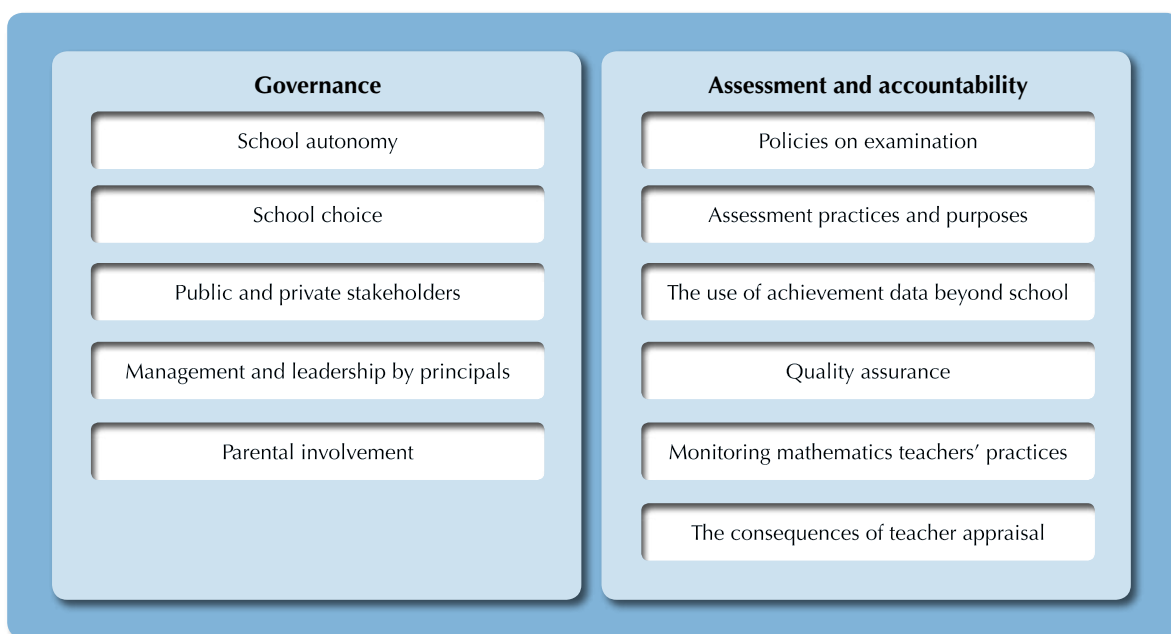 Governance
School autonomy
School choice
Public and private stakeholders
Management and leadership by principals
Parental involvement
Assessment and accountability
Policies on examination
Assessment practices and purposes
The use of achievement data beyond school
Quality assurance
Monitoring mathematics teachers’ practices
The consequences of teacher appraisal